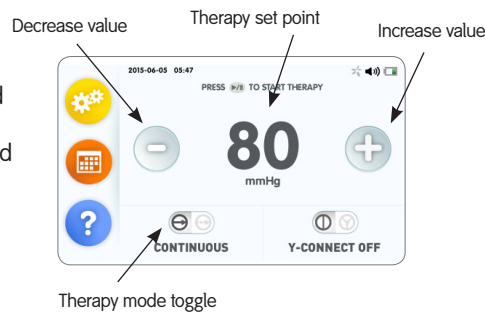 Decrease value
Therapy set point
Increase value
2015-06-05 05:47
PRESS ▶/II TO START THERAPY
80
mmHg
?
CONTINUOUS
Y-CONNECT OFF
Therapy mode toggle